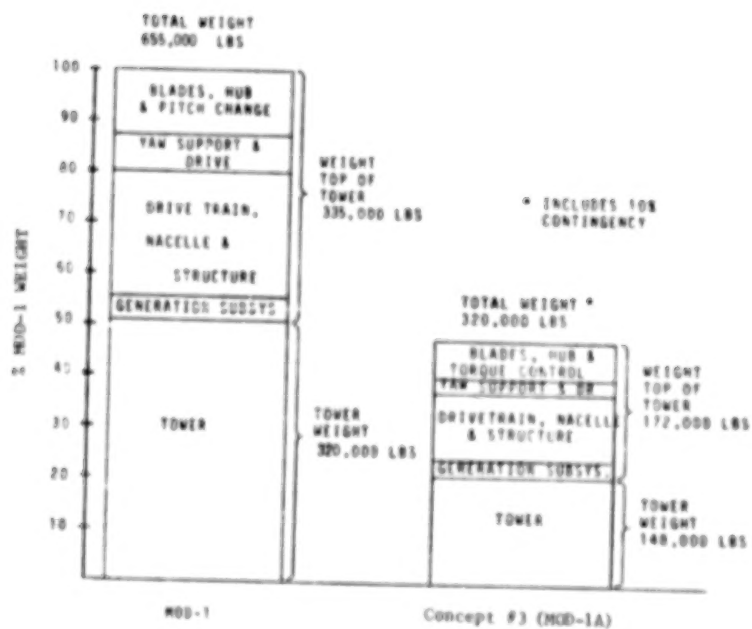 TOTAL WEIGHT
655,000 LBS
100
90
80
70
60
50
40
30
20
10
MOD-1 WEIGHT
BLADES, HUB
& PITCH CHANGE
YAW SUPPORT &
DRIVE
DRIVE TRAIN,
NACELLE &
STRUCTURE
GENERATION SUBSYS
TOWER
WEIGHT
TOP OF
TOWER
335,000 LBS
TOWER
WEIGHT
320,000 LBS
* INCLUDES 10%
CONTINGENCY
TOTAL WEIGHT *
320,000 LBS
BLADES, HUB &
TORQUE CONTROL
YAW SUPPORT & DR
DRIVETRAIN, NACELLE
& STRUCTURE
GENERATION SUBSYS.
TOWER
WEIGHT
TOP OF
TOWER
172,000 LBS
TOWER
WEIGHT
148,000 LBS
MOD-1
Concept #3 (MOD-1A)